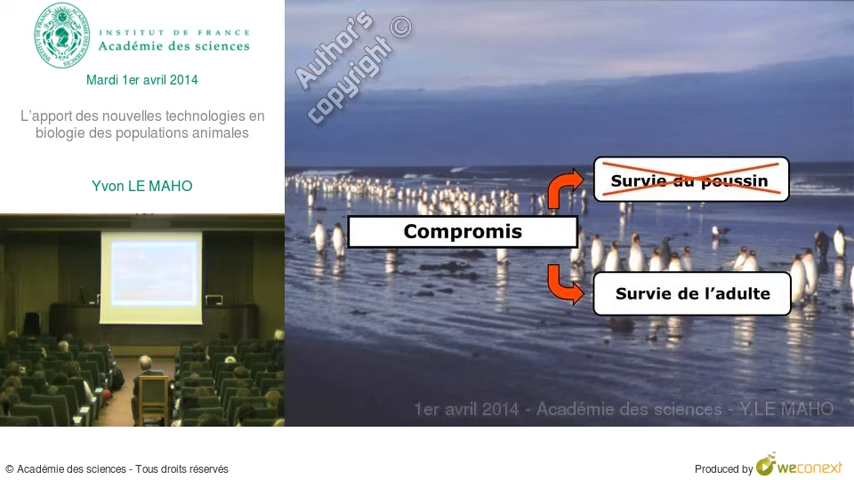 INSTITUT DE FRANCE
Académie des sciences
Mardi 1er avril 2014
L'apport des nouvelles technologies en
biologie des populations animales
Yvon LE MAHO
Author's
copyright ©
Survie du poussin
Compromis
Survie de l'adulte
1er avril 2014 - Académie des sciences - Y.LE MAHO
© Académie des sciences - Tous droits réservés
Produced by weconext